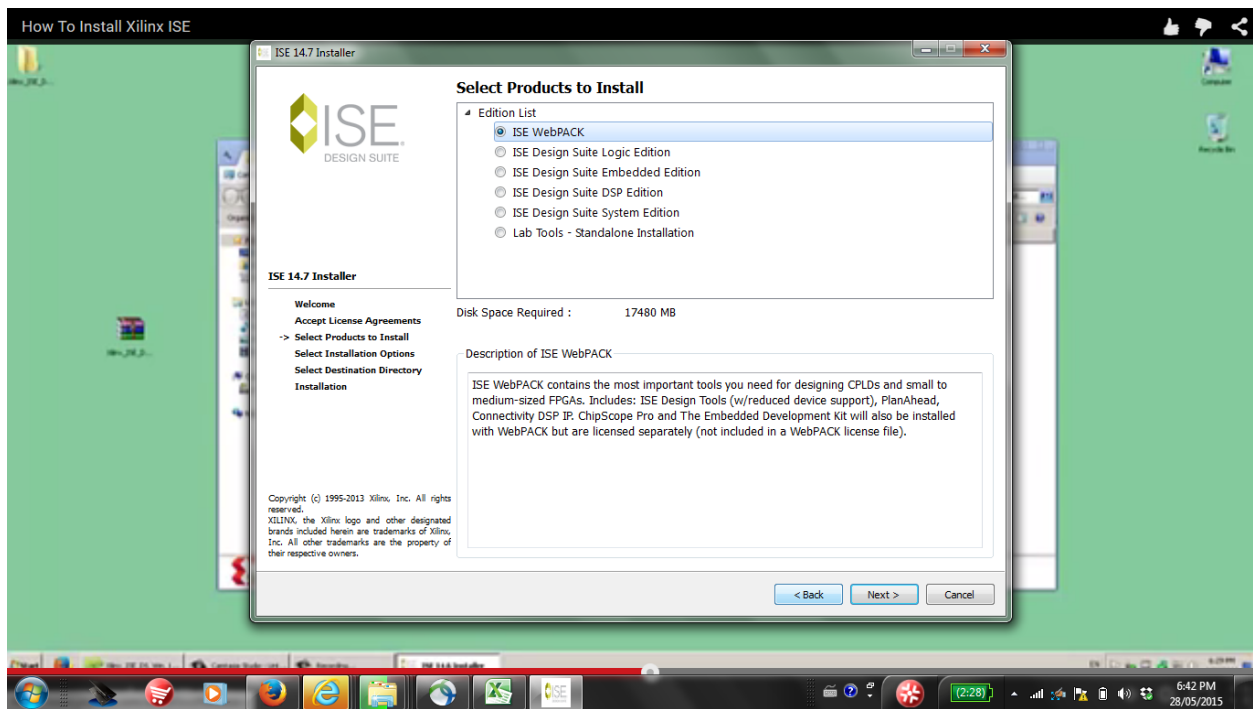 How To Install Xilinx ISE
ISE 14.7 Installer
ISE
DESIGN SUITE
Select Products to Install
Edition List
ISE WebPACK
ISE Design Suite Logic Edition
ISE Design Suite Embedded Edition
ISE Design Suite DSP Edition
ISE Design Suite System Edition
Lab Tools - Standalone Installation
Disk Space Required : 17480 MB
ISE 14.7 Installer
Welcome
Accept License Agreements
-> Select Products to Install
Select Installation Options
Select Destination Directory
Installation
Description of ISE WebPACK
ISE WebPACK contains the most important tools you need for designing CPLDs and small to
medium-sized FPGAs. Includes: ISE Design Tools (w/reduced device support), PlanAhead,
Connectivity DSP IP. ChipScope Pro and The Embedded Development Kit will also be installed
with WebPACK but are licensed separately (not included in a WebPACK license file).
Copyright (c) 1995-2013 Xilinx, Inc. All rights
reserved.
XILINX, the Xilinx logo and other designated
brands included herein are trademarks of Xilinx,
Inc. All other trademarks are the property of
their respective owners.
< Back Next > Cancel
Computer
Recycle Bin
ISE
(2:28)
6:42 PM
28/05/2015